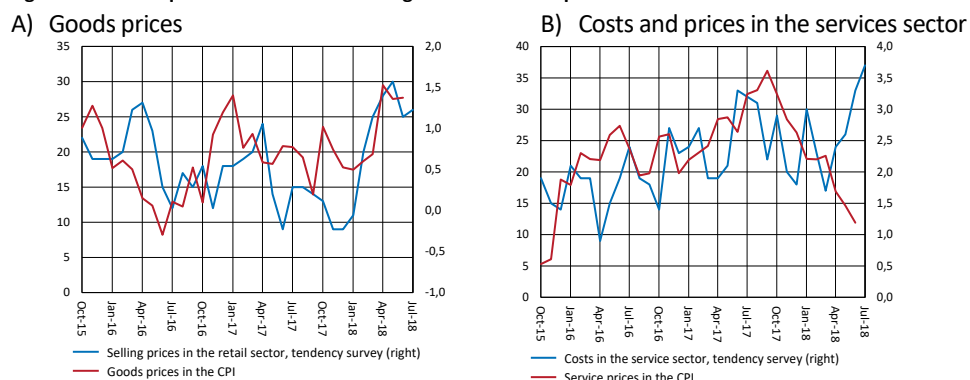 A) Goods prices
B) Costs and prices in the services sector
35
30
25
20
15
10
5
0
2,0
1,5
1,0
0,5
0,0
-0,5
-1,0
Oct-15
Jan-16
Apr-16
Jul-16
Oct-16
Jan-17
Apr-17
Jul-17
Oct-17
Jan-18
Apr-18
Jul-18
Selling prices in the retail sector, tendency survey (right)
Goods prices in the CPI
40
35
30
25
20
15
10
5
0
4,0
3,5
3,0
2,5
2,0
1,5
1,0
0,5
0,0
Oct-15
Jan-16
Apr-16
Jul-16
Oct-16
Jan-17
Apr-17
Jul-17
Oct-17
Jan-18
Apr-18
Jul-18
Costs in the service sector, tendency servey (right)
Service prices in the CPI